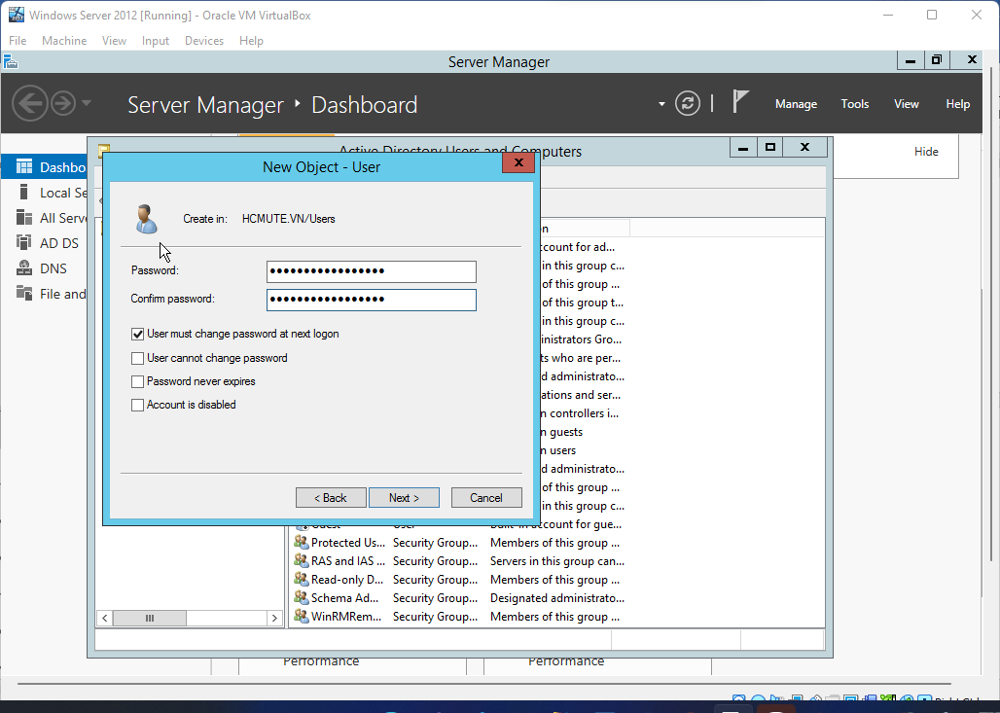 Windows Server 2012 [Running] - Oracle VM VirtualBox
File Machine View Input Devices Help
Server Manager
Server Manager Dashboard
Manage Tools View Help
Active Directory Users and Computers
Hide
New Object - User
Dashbo
Local Se
All Serv
AD DS
DNS
File and
Create in: HCMUTE.VN/Users
Password:
Confirm password:
User must change password at next logon
User cannot change password
Password never expires
Account is disabled
< Back Next > Cancel
count for ad...
in this group c...
of this group ...
of this group t...
in this group c...
inistrators Gro...
ts who are per...
d administrato...
ations and ser...
n controllers i...
n guests
n users
d administrato...
of this group ...
in this group c...
Guest User Built-in account for gue...
Protected Us... Security Group... Members of this group ...
RAS and IAS ... Security Group... Servers in this group can...
Read-only D... Security Group... Members of this group ...
Schema Ad... Security Group... Designated administrato...
WinRMRem... Security Group... Members of this group ...
Performance Performance